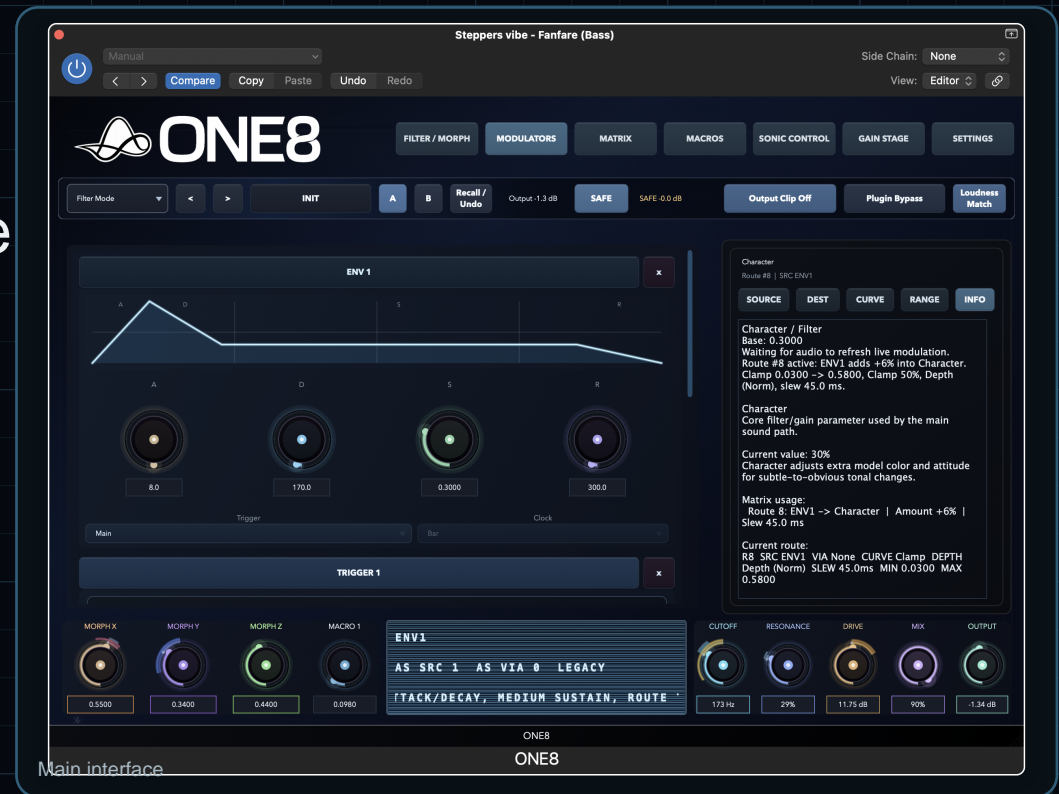 Steppers vibe - Fanfare (Bass)
Manual
Side Chain: None
Compare Copy Paste Undo Redo
View: Editor
ONE8
FILTER / MORPH MODULATORS MATRIX MACROS SONIC CONTROL GAIN STAGE SETTINGS
Filter Mode < > INIT A B Recall / Undo Output -1.3 dB SAFE SAFE -0.0 dB Output Clip Off Plugin Bypass Loudness Match
ENV 1 x
A D S R
A D S R
8.0 170.0 0.3000 300.0
Trigger Clock
Main Bar
TRIGGER 1 x
Character
Route #8 | SRC ENV1
SOURCE DEST CURVE RANGE INFO
Character / Filter
Base: 0.3000
Waiting for audio to refresh live modulation.
Route #8 active: ENV1 adds +6% into Character.
Clamp 0.0300 -> 0.5800, Clamp 50%, Depth
(Norm), slew 45.0 ms.
Character
Core filter/gain parameter used by the main
sound path.
Current value: 30%
Character adjusts extra model color and attitude
for subtle-to-obvious tonal changes.
Matrix usage:
Route 8: ENV1 -> Character | Amount +6% |
Slew 45.0 ms
Current route:
R8 SRC ENV1 VIA None CURVE Clamp DEPTH
Depth (Norm) SLEW 45.0ms MIN 0.0300 MAX
0.5800
MORPH X MORPH Y MORPH Z MACRO 1
0.5500 0.3400 0.4400 0.0980
ENV1
AS SRC 1 AS VIA 0 LEGACY
TACK/DECAY, MEDIUM SUSTAIN, ROUTE
CUTOFF RESONANCE DRIVE MIX OUTPUT
173 Hz 29% 11.75 dB 90% -1.34 dB
ONE8
ONE8
Main interface